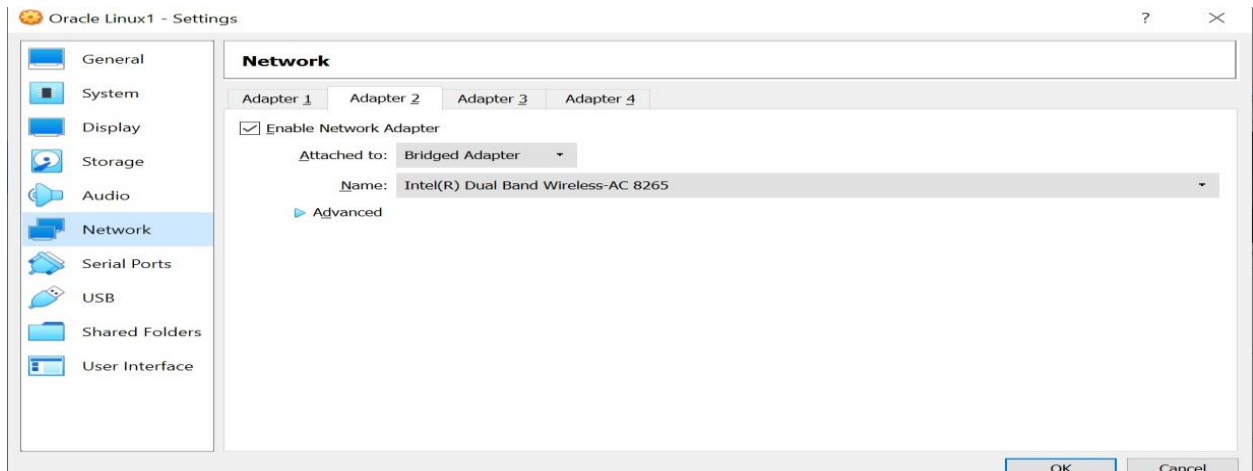 Oracle Linux1 - Settings
?
General
System
Display
Storage
Audio
Network
Serial Ports
USB
Shared Folders
User Interface
Network
Adapter 1 Adapter 2 Adapter 3 Adapter 4
Enable Network Adapter
Attached to: Bridged Adapter
Name: Intel(R) Dual Band Wireless-AC 8265
Advanced
OK Cancel